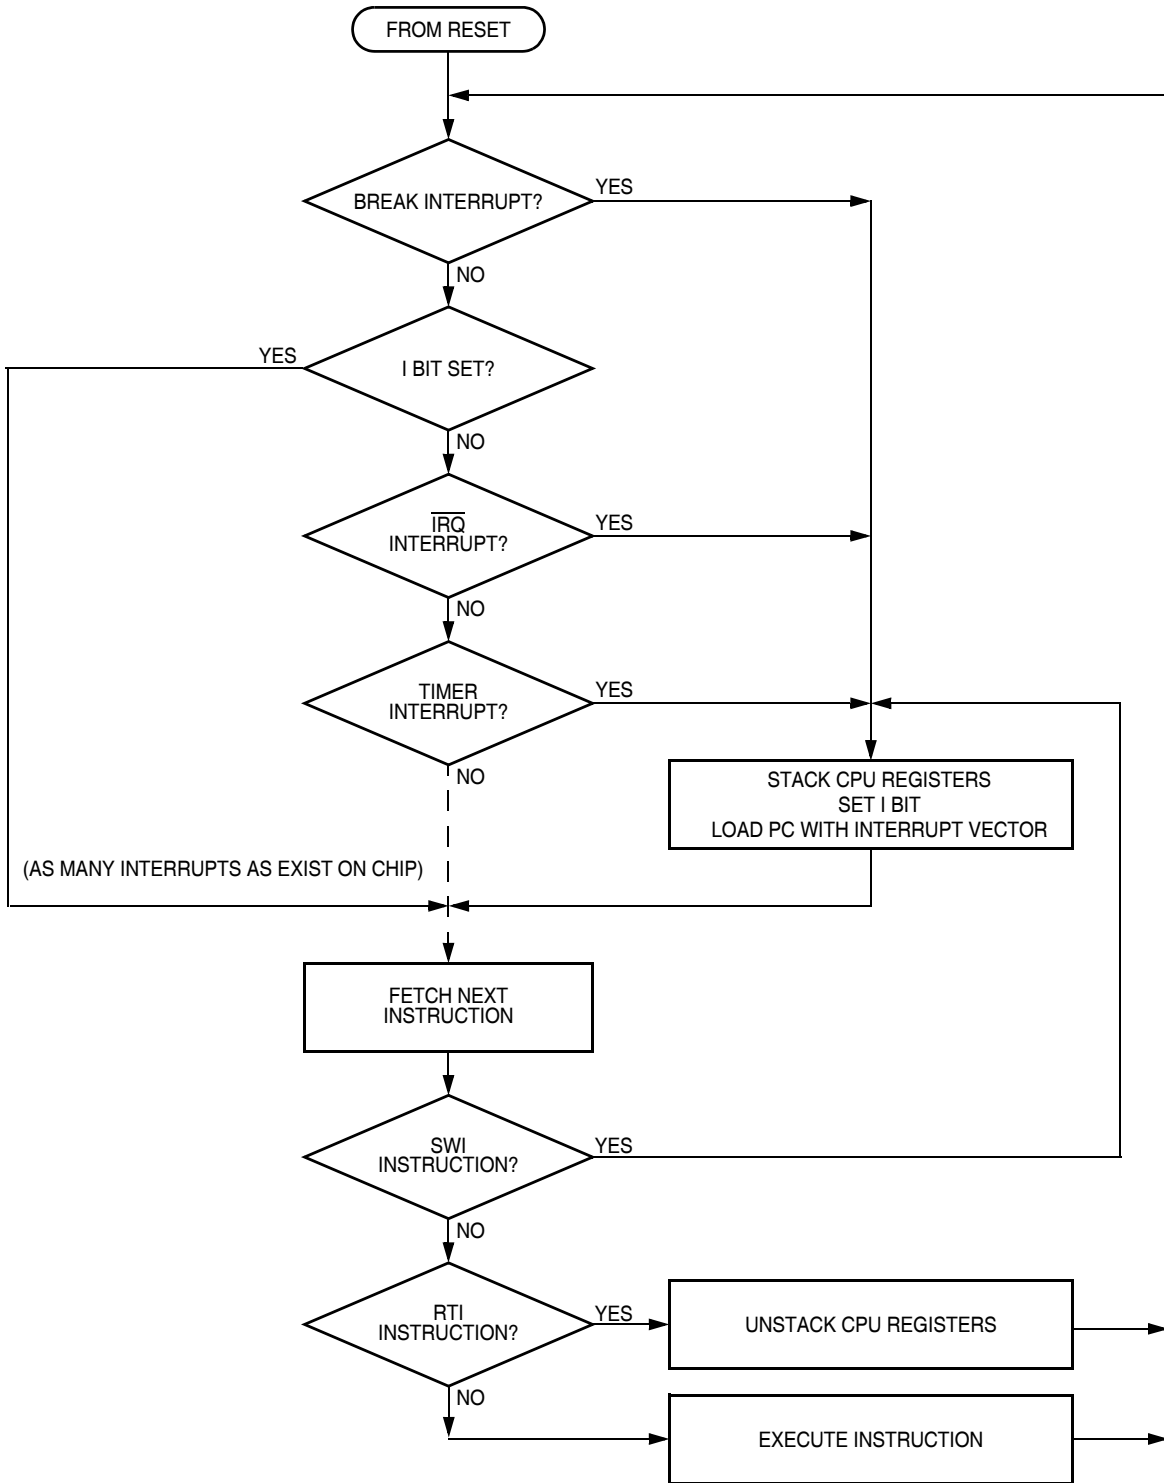 FROM RESET
BREAK INTERRUPT?
YES
NO
YES
I BIT SET?
NO
IRQ
INTERRUPT?
YES
NO
TIMER
INTERRUPT?
YES
NO
STACK CPU REGISTERS
SET I BIT
LOAD PC WITH INTERRUPT VECTOR
(AS MANY INTERRUPTS AS EXIST ON CHIP)
FETCH NEXT
INSTRUCTION
SWI
INSTRUCTION?
YES
NO
RTI
INSTRUCTION?
YES
UNSTACK CPU REGISTERS
NO
EXECUTE INSTRUCTION